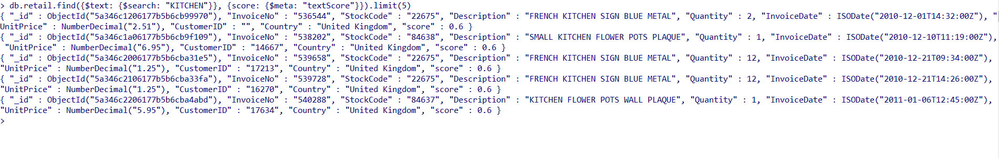 > db.retail.find({$text: {$search: "KITCHEN"}}, {score: {$meta: "textScore"}}).limit(5)
{ "_id" : ObjectId("5a346c1206177b5b6cb99970"), "InvoiceNo" : "536544", "StockCode" : "22675", "Description" : "FRENCH KITCHEN SIGN BLUE METAL", "Quantity" : 2, "InvoiceDate" : ISODate("2010-12-01T14:32:00Z"), "
UnitPrice" : NumberDecimal("2.51"), "CustomerID" : "", "Country" : "United Kingdom", "score" : 0.6 }
{ "_id" : ObjectId("5a346c1a06177b5b6cb9f109"), "InvoiceNo" : "538202", "StockCode" : "84638", "Description" : "SMALL KITCHEN FLOWER POTS PLAQUE", "Quantity" : 1, "InvoiceDate" : ISODate("2010-12-10T11:19:00Z"),
"UnitPrice" : NumberDecimal("6.95"), "CustomerID" : "14667", "Country" : "United Kingdom", "score" : 0.6 }
{ "_id" : ObjectId("5a346c2006177b5b6cba31e5"), "InvoiceNo" : "539658", "StockCode" : "22675", "Description" : "FRENCH KITCHEN SIGN BLUE METAL", "Quantity" : 12, "InvoiceDate" : ISODate("2010-12-21T09:34:00Z"),
"UnitPrice" : NumberDecimal("1.25"), "CustomerID" : "17213", "Country" : "United Kingdom", "score" : 0.6 }
{ "_id" : ObjectId("5a346c2106177b5b6cba33fa"), "InvoiceNo" : "539728", "StockCode" : "22675", "Description" : "FRENCH KITCHEN SIGN BLUE METAL", "Quantity" : 12, "InvoiceDate" : ISODate("2010-12-21T14:26:00Z"),
"UnitPrice" : NumberDecimal("1.25"), "CustomerID" : "16270", "Country" : "United Kingdom", "score" : 0.6 }
{ "_id" : ObjectId("5a346c2206177b5b6cba4abd"), "InvoiceNo" : "540288", "StockCode" : "84637", "Description" : "KITCHEN FLOWER POTS WALL PLAQUE", "Quantity" : 1, "InvoiceDate" : ISODate("2011-01-06T12:45:00Z"),
"UnitPrice" : NumberDecimal("5.95"), "CustomerID" : "17634", "Country" : "United Kingdom", "score" : 0.6 }
>